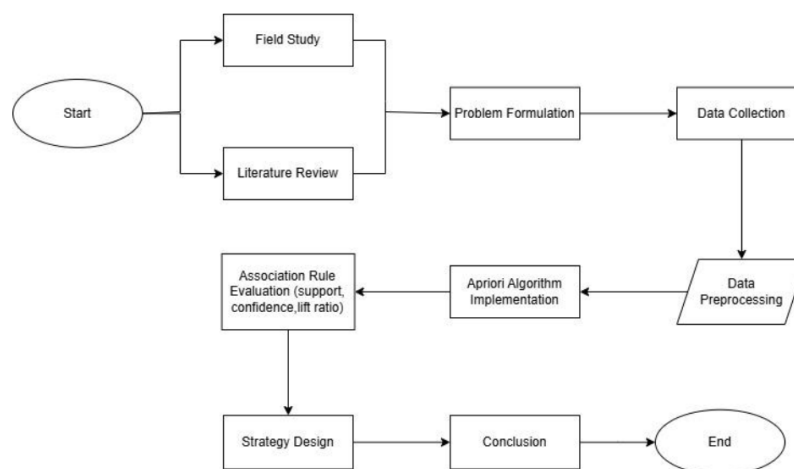 Field Study
Start
Problem Formulation
Data Collection
Literature Review
Association Rule
Evaluation (support,
confidence,lift ratio)
Apriori Algorithm
Implementation
Data
Preprocessing
Strategy Design
Conclusion
End